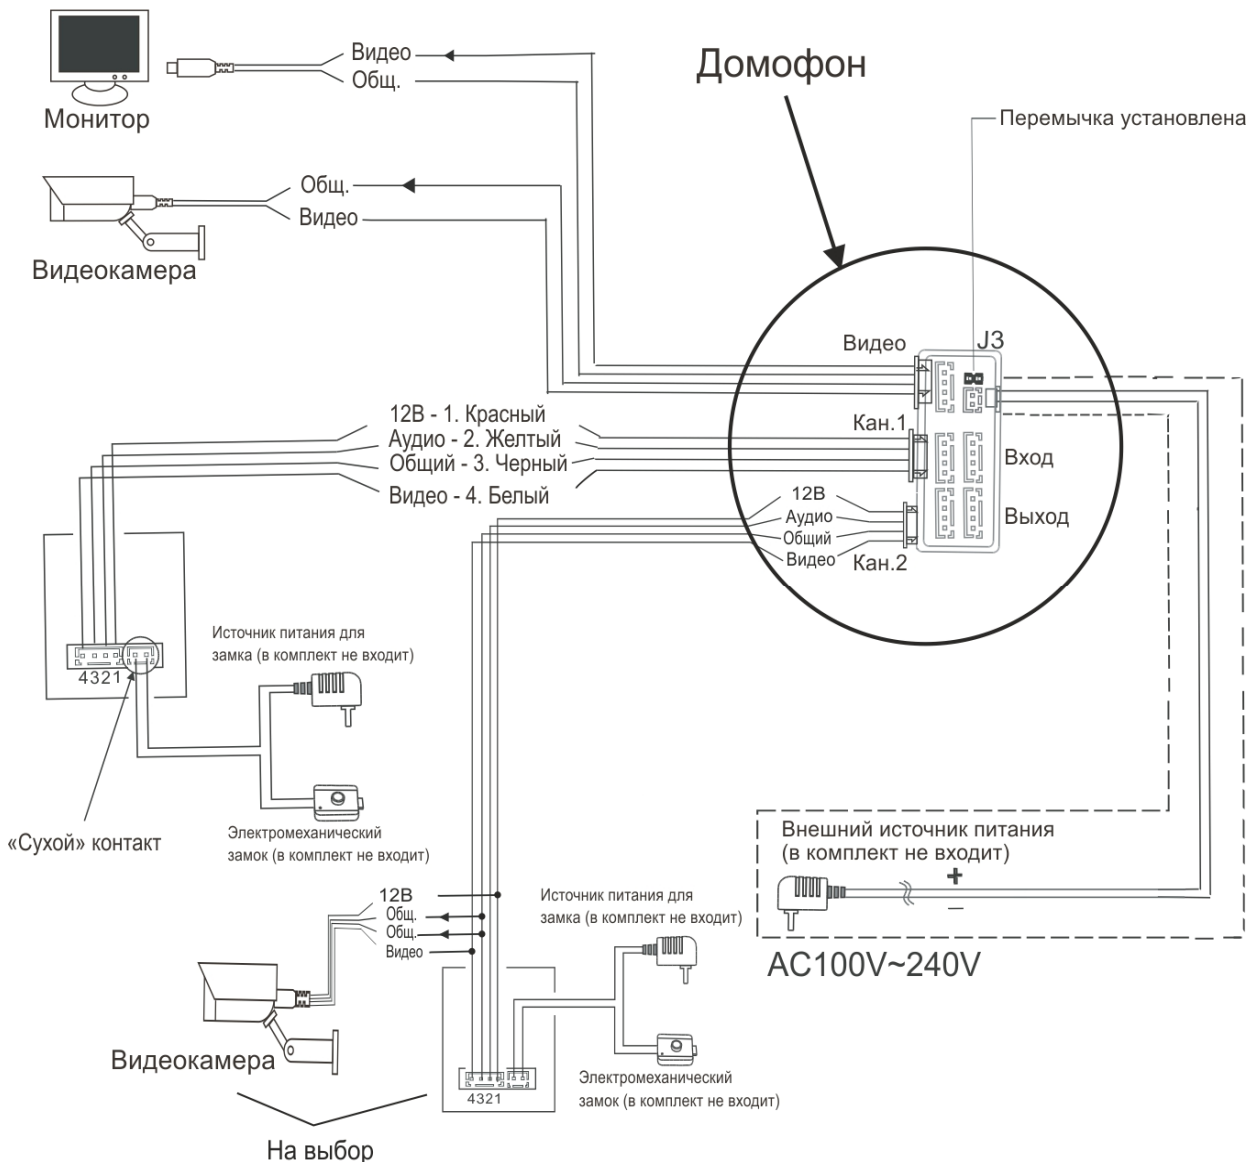 Монитор
Видео
Общ.
Домофон
Перемычка установлена
Видеокамера
Общ.
Видео
Видео
J3
12В - 1. Красный
Аудио - 2. Желтый
Общий - 3. Черный
Видео - 4. Белый
Кан.1
Вход
12В
Аудио
Общий
Видео
Выход
Кан.2
4321
Источник питания для
замка (в комплект не входит)
«Сухой» контакт
Электромеханический
замок (в комплект не входит)
Внешний источник питания
(в комплект не входит)
+
–
AC100V~240V
12В
Общ.
Общ.
Видео
Источник питания для
замка (в комплект не входит)
Видеокамера
4321
Электромеханический
замок (в комплект не входит)
На выбор